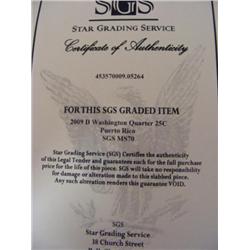 SGS
STAR GRADING SERVICE
Certificate of Authenticity
453570009.05264
FOR THIS SGS GRADED ITEM
2009 D Washington Quarter 25C
Puerto Rico
SGS MS70
Star Grading Service (SGS) Certifies the authenticity
of this Legal Tender and guarantees each for the full purchase
price for the life of this piece. SGS will take no responsibility
for damage or alteration made to the slabbed piece.
Any such alteration renders this guarantee VOID.
SGS
Star Grading Service
18 Church Street